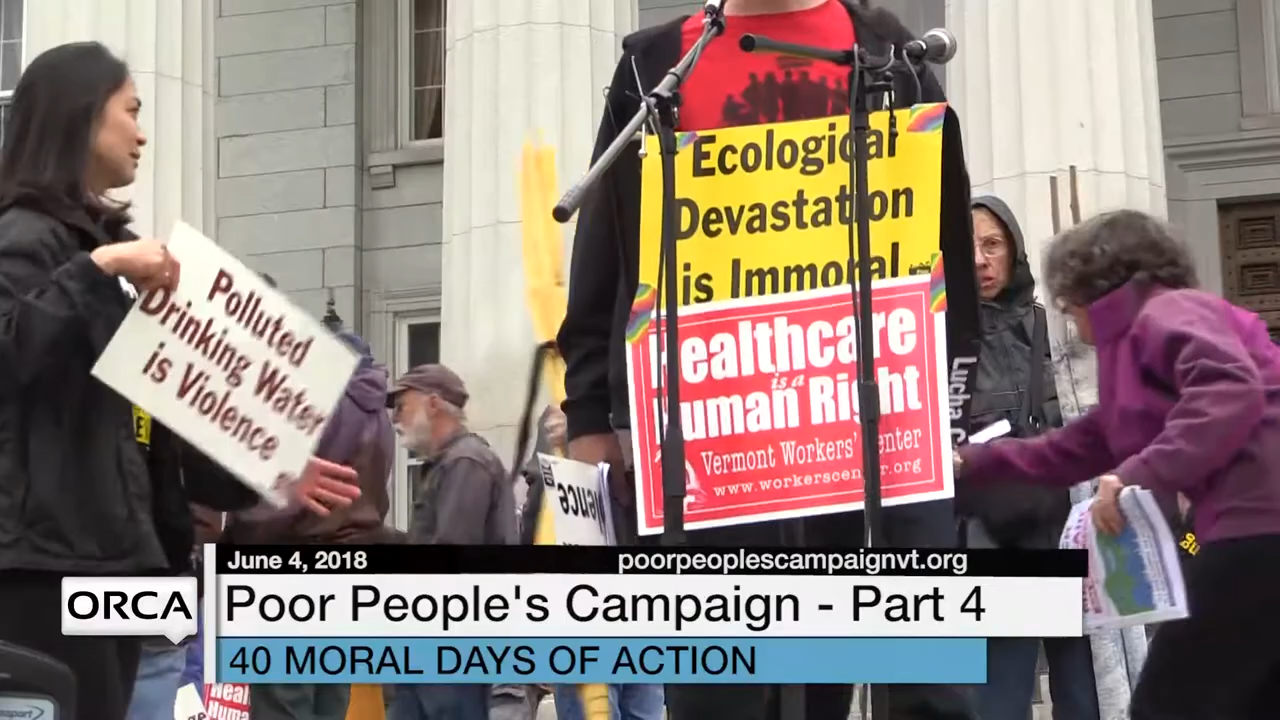 Ecological
Devastation
is Immoral
Healthcare
is a
Human Right
Vermont Workers' Center
www.workerscenter.org
Polluted
Drinking Water
is Violence
Lucha
June 4, 2018
poorpeoplescampaignvt.org
ORCA
Poor People's Campaign - Part 4
40 MORAL DAYS OF ACTION